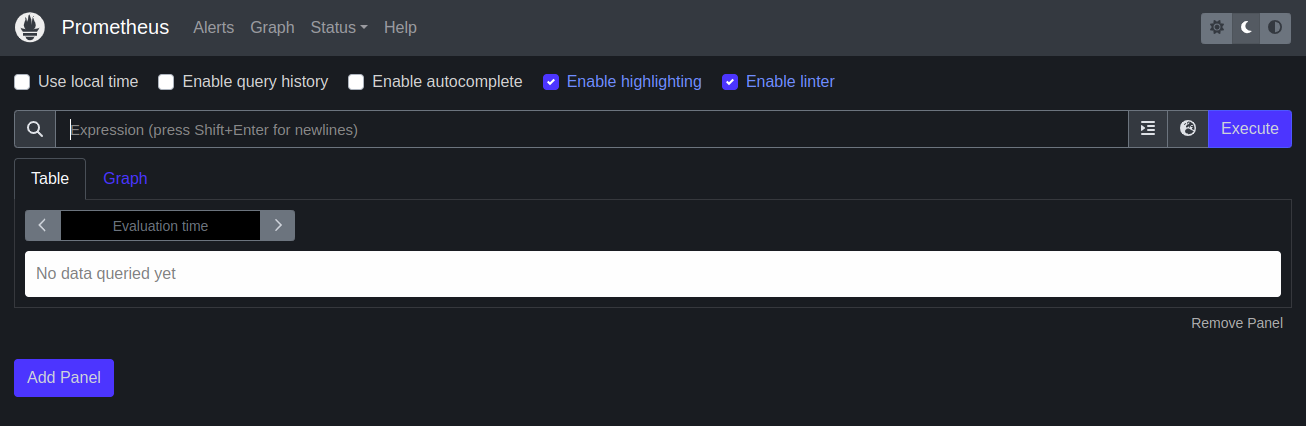 Prometheus Alerts Graph Status Help
Use local time Enable query history Enable autocomplete Enable highlighting Enable linter
Expression (press Shift+Enter for newlines) Execute
Table Graph
Evaluation time
No data queried yet
Remove Panel
Add Panel